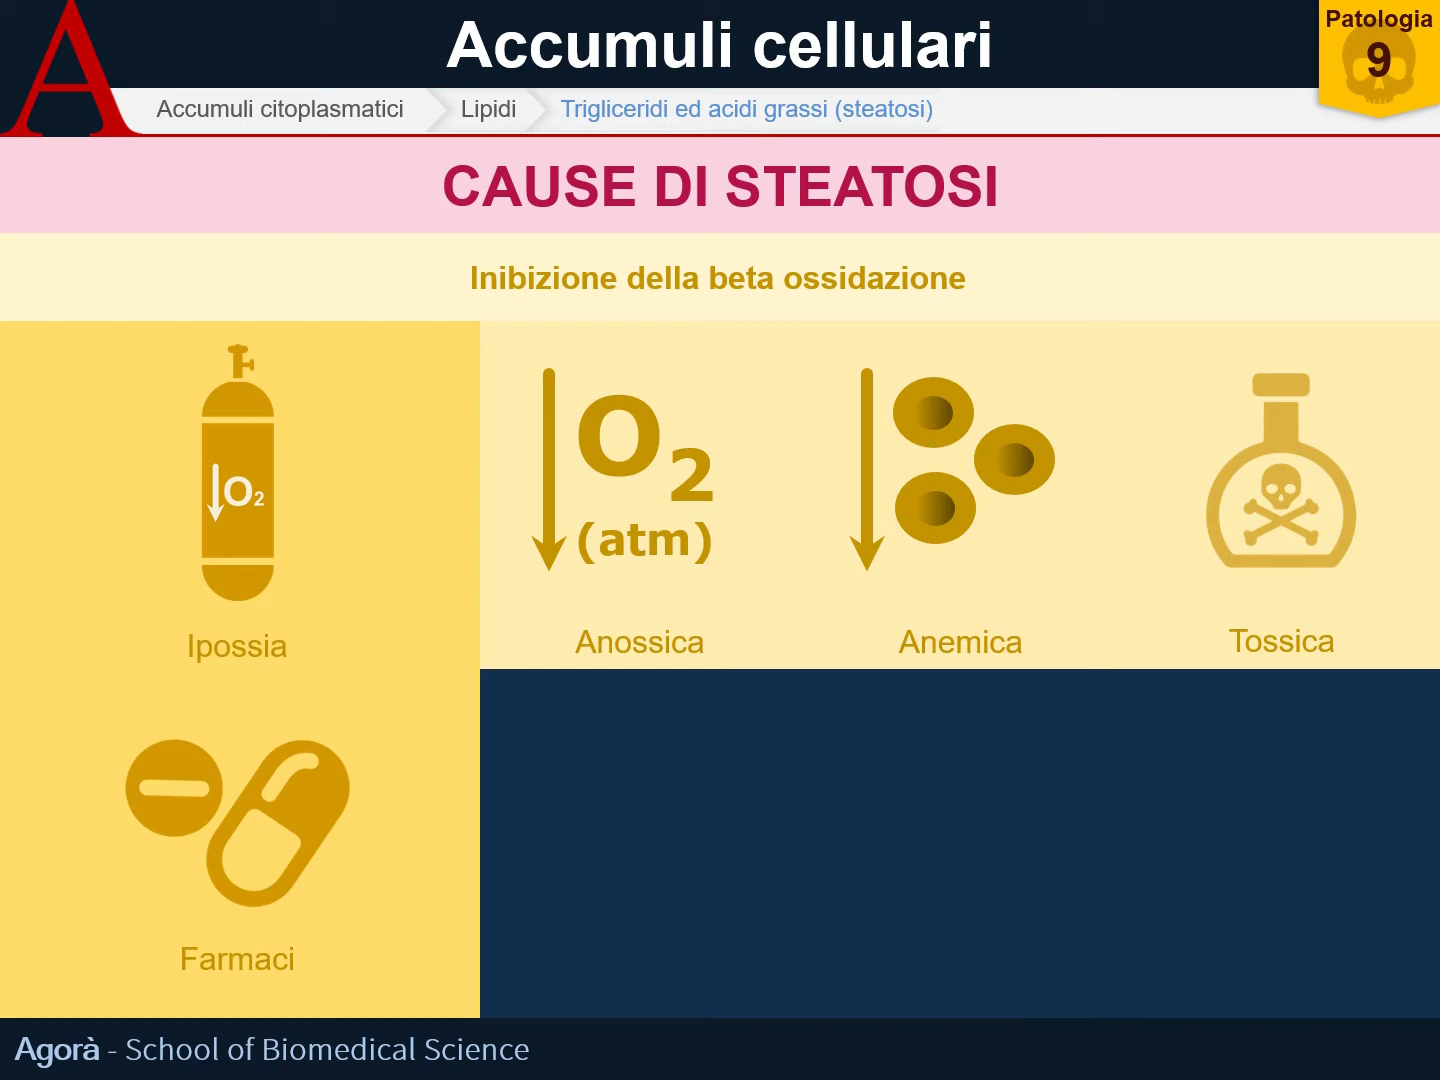 A
Accumuli cellulari
Patologia
9
Accumuli citoplasmatici
Lipidi
Trigliceridi ed acidi grassi (steatosi)
CAUSE DI STEATOSI
Inibizione della beta ossidazione
O2
O2
(atm)
Ipossia
Anossica
Anemica
Tossica
Farmaci
Agorà - School of Biomedical Science